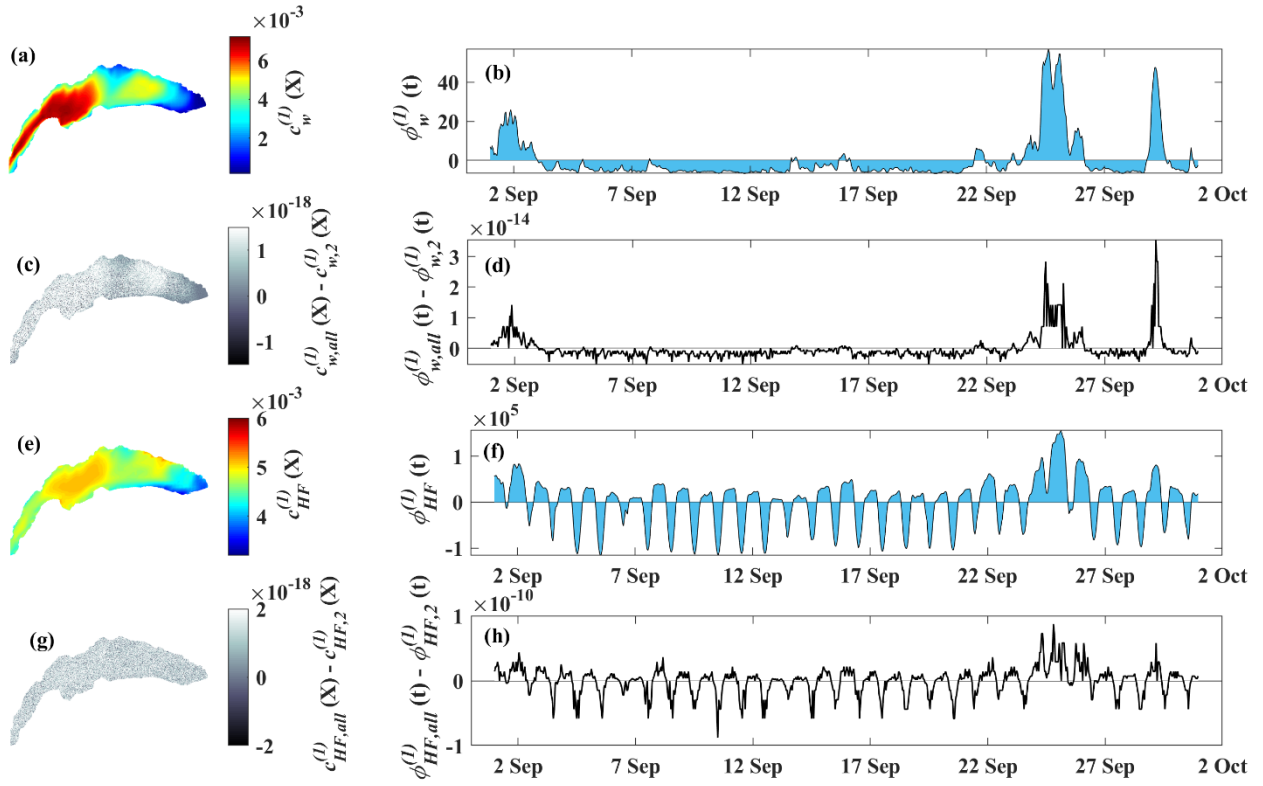 ×10⁻³
(a)
6
4
2
c_w^(1) (X)
(b)
40
20
0
ϕ_w^(1) (t)
2 Sep 7 Sep 12 Sep 17 Sep 22 Sep 27 Sep 2 Oct
×10⁻¹⁸
(c)
1
0
-1
c_w,all^(1) (X) - c_w,2^(1) (X)
×10⁻¹⁴
(d)
3
2
1
0
ϕ_w,all^(1) (t) - ϕ_w,2^(1) (t)
2 Sep 7 Sep 12 Sep 17 Sep 22 Sep 27 Sep 2 Oct
×10⁻³
(e)
6
5
4
c_HF^(1) (X)
×10⁵
(f)
1
0
-1
ϕ_HF^(1) (t)
2 Sep 7 Sep 12 Sep 17 Sep 22 Sep 27 Sep 2 Oct
×10⁻¹⁸
(g)
2
0
-2
c_HF,all^(1) (X) - c_HF,2^(1) (X)
×10⁻¹⁰
(h)
1
0
-1
ϕ_HF,all^(1) (t) - ϕ_HF,2^(1) (t)
2 Sep 7 Sep 12 Sep 17 Sep 22 Sep 27 Sep 2 Oct